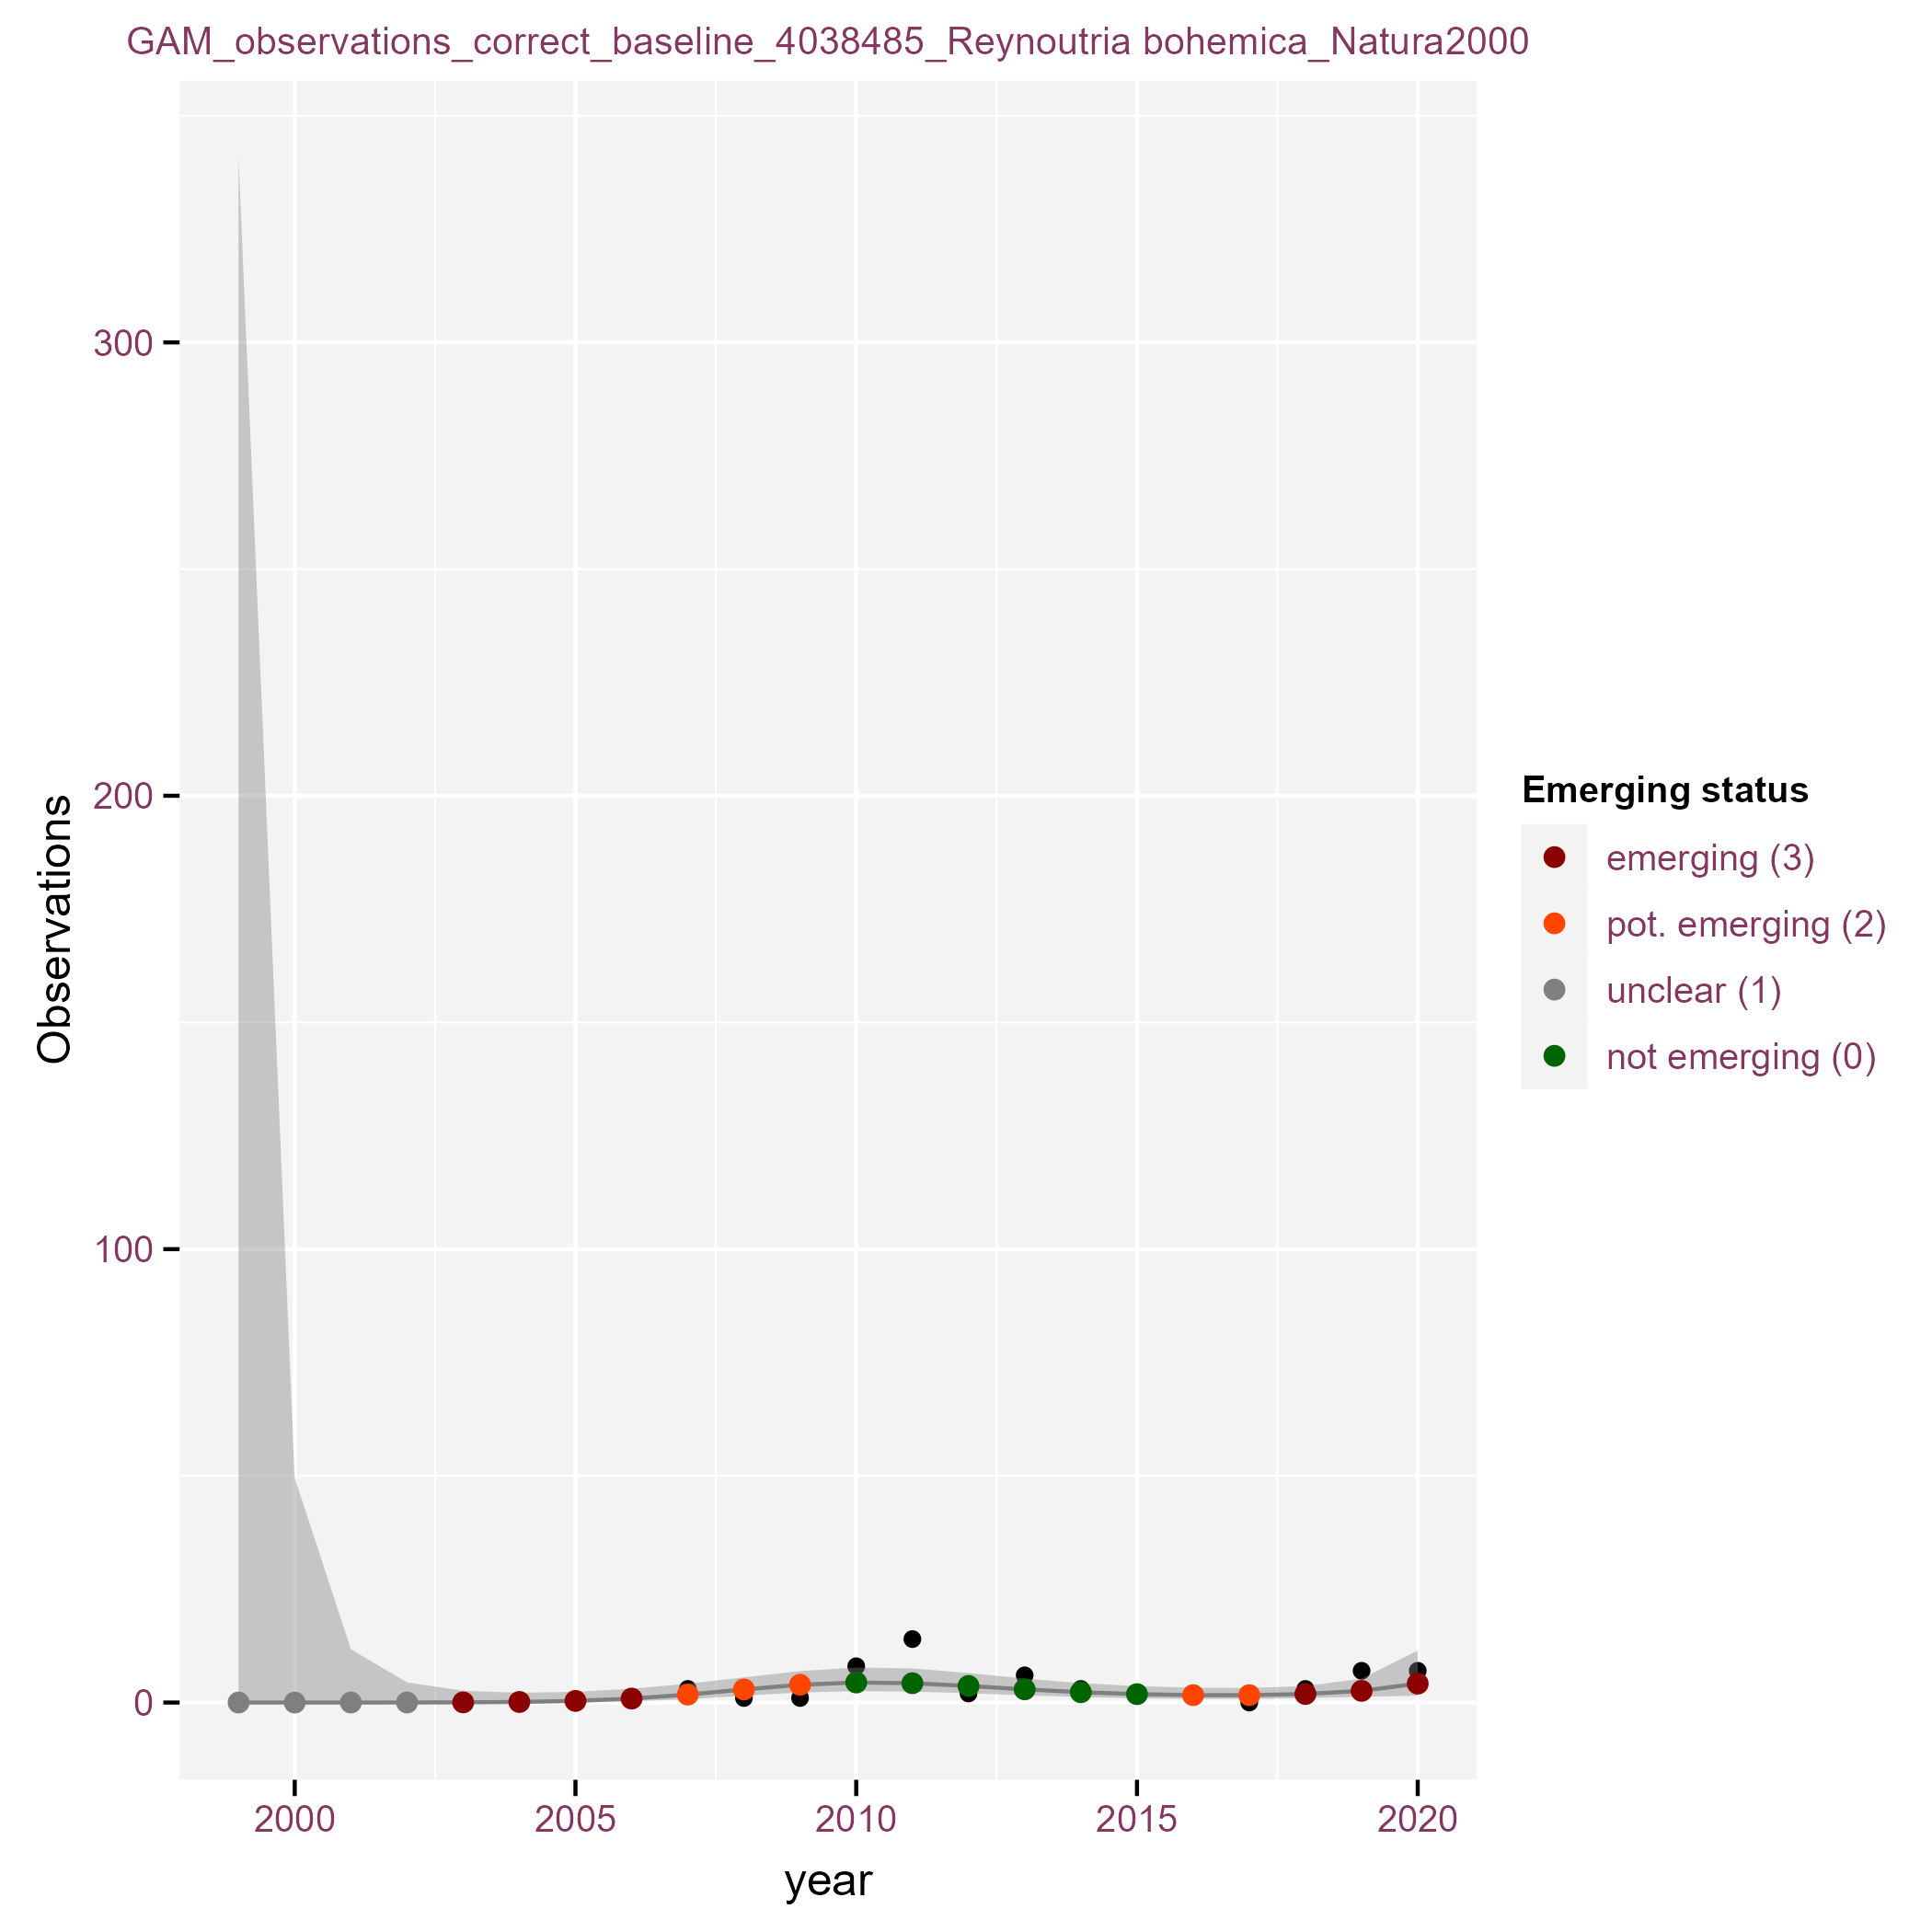 GAM_observations_correct_baseline_4038485_Reynoutria bohemica_Natura2000
300
200
100
0
Observations
2000
2005
2010
2015
2020
year
Emerging status
emerging (3)
pot. emerging (2)
unclear (1)
not emerging (0)